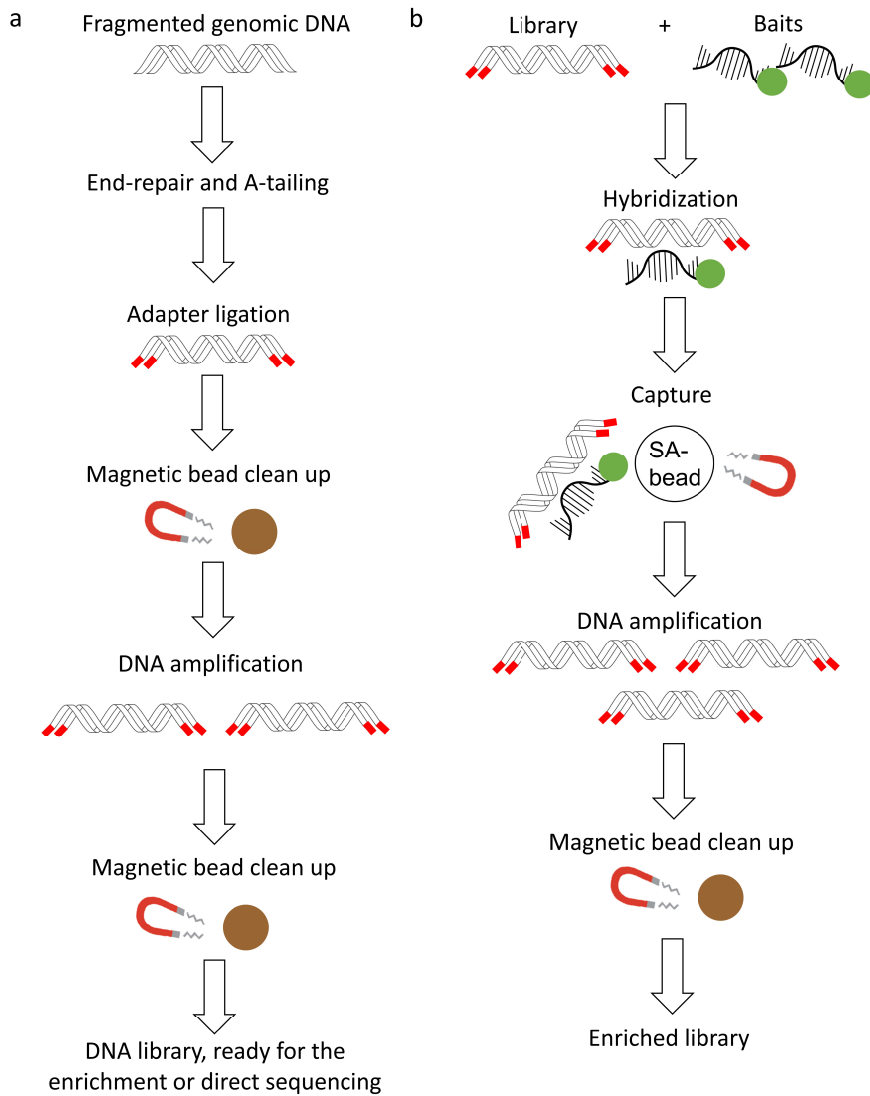 a
Fragmented genomic DNA
End-repair and A-tailing
Adapter ligation
Magnetic bead clean up
DNA amplification
Magnetic bead clean up
DNA library, ready for the
enrichment or direct sequencing
b
Library + Baits
Hybridization
Capture
SA-
bead
DNA amplification
Magnetic bead clean up
Enriched library